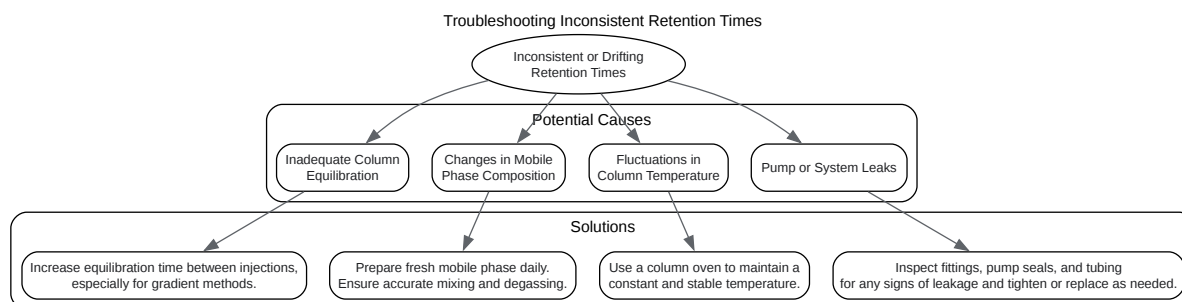 Troubleshooting Inconsistent Retention Times
Inconsistent or Drifting
Retention Times
Potential Causes
Inadequate Column
Equilibration
Changes in Mobile
Phase Composition
Fluctuations in
Column Temperature
Pump or System Leaks
Solutions
Increase equilibration time between injections,
especially for gradient methods.
Prepare fresh mobile phase daily.
Ensure accurate mixing and degassing.
Use a column oven to maintain a
constant and stable temperature.
Inspect fittings, pump seals, and tubing
for any signs of leakage and tighten or replace as needed.